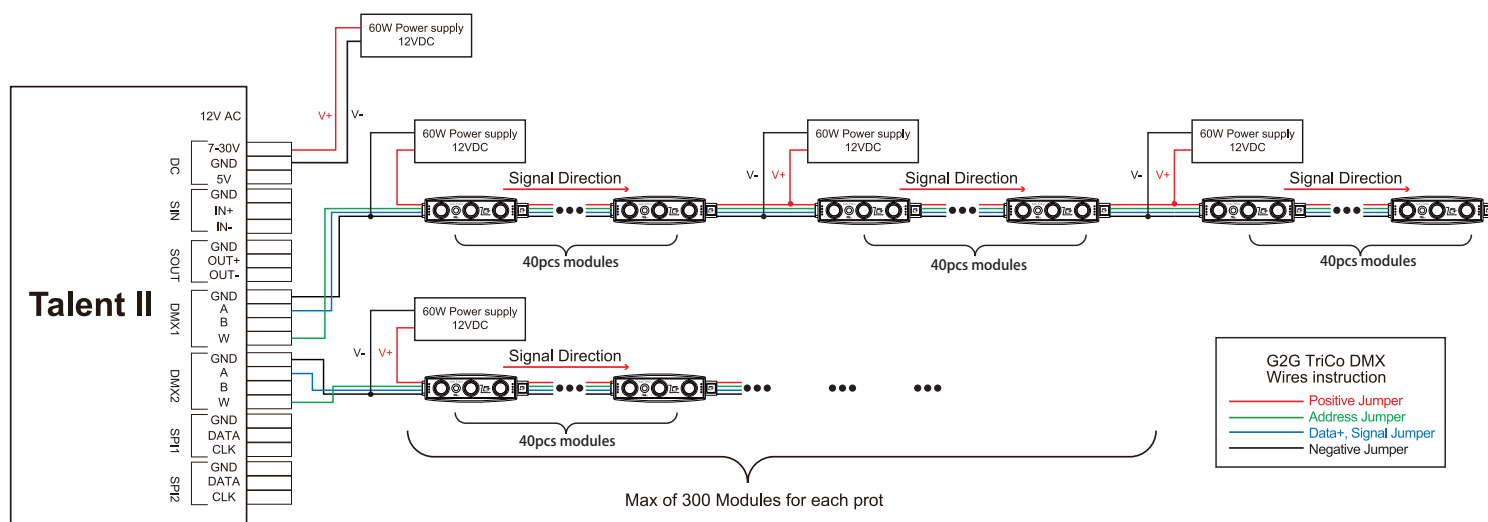 60W Power supply
12VDC
Talent II
12V AC
DC
7-30V
GND
5V
SIN
GND
IN+
IN-
SOUT
GND
OUT+
OUT-
DMX1
GND
A
B
W
DMX2
GND
A
B
W
SPI1
GND
DATA
CLK
SPI2
GND
DATA
CLK
V+
V-
60W Power supply
12VDC
Signal Direction
40pcs modules
V-
V+
60W Power supply
12VDC
Signal Direction
40pcs modules
V-
V+
60W Power supply
12VDC
Signal Direction
40pcs modules
60W Power supply
12VDC
V-
V+
Signal Direction
40pcs modules
Max of 300 Modules for each prot
G2G TriCo DMX
Wires instruction
Positive Jumper
Address Jumper
Data+, Signal Jumper
Negative Jumper